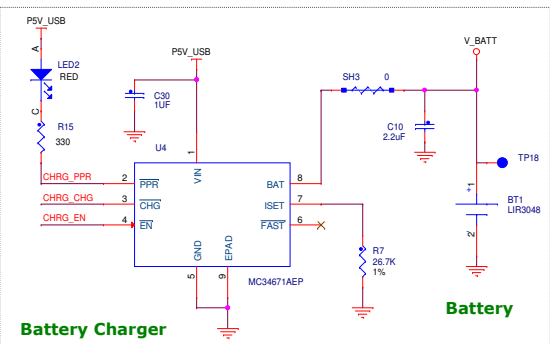 P5V_USB
A
LED2
RED
C
R15
330
P5V_USB
C30
1UF
U4
1
VIN
SH3 0
V_BATT
C10
2.2uF
TP18
CHRG_PPR
2
PPR
CHRG_CHG
3
CHG
CHRG_EN
4
EN
BAT
8
ISET
7
FAST
6
GND
5
EPAD
9
MC34671AEP
R7
26.7K
1%
+
1
BT1
LIR3048
2
-
Battery Charger
Battery